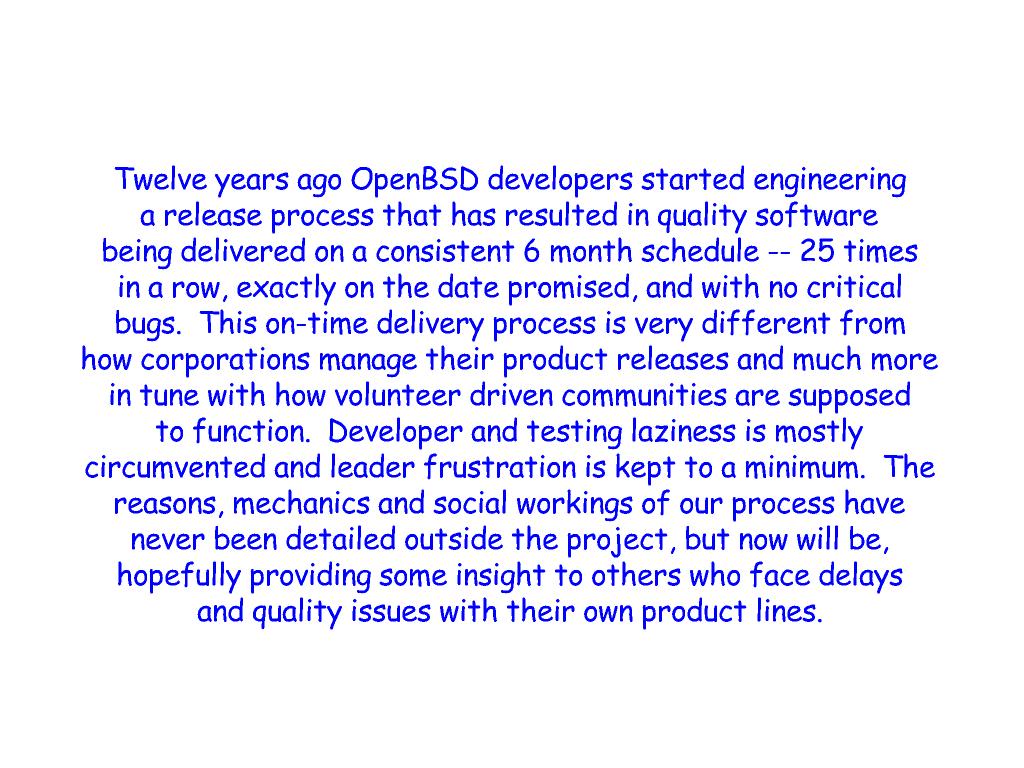 Twelve years ago OpenBSD developers started engineering
a release process that has resulted in quality software
being delivered on a consistent 6 month schedule -- 25 times
in a row, exactly on the date promised, and with no critical
bugs.  This on-time delivery process is very different from
how corporations manage their product releases and much more
in tune with how volunteer driven communities are supposed
to function.  Developer and testing laziness is mostly
circumvented and leader frustration is kept to a minimum.  The
reasons, mechanics and social workings of our process have
never been detailed outside the project, but now will be,
hopefully providing some insight to others who face delays
and quality issues with their own product lines.